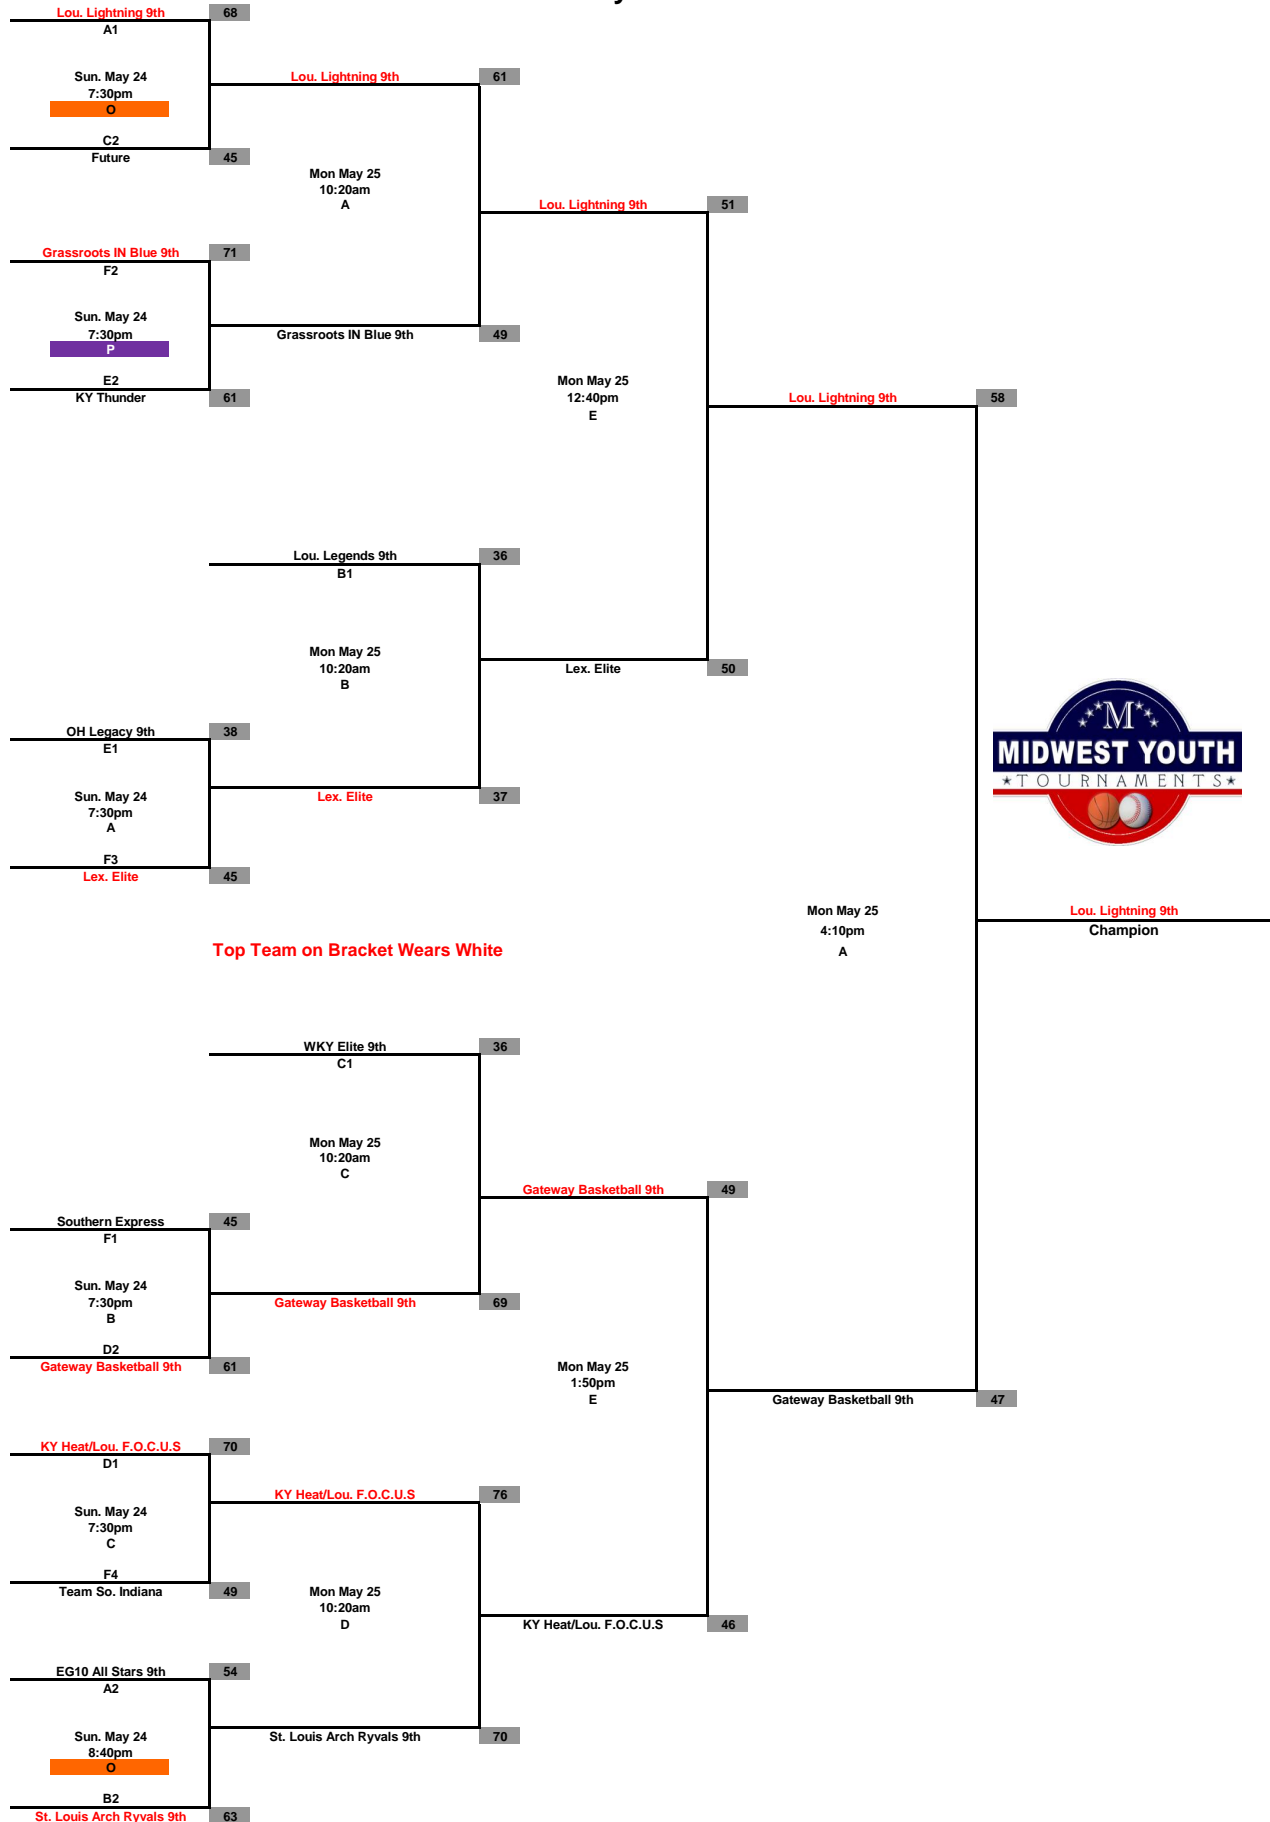 Lou. Lightning 9th 68
A1
Sun. May 24
7:30pm
O
C2
Future 45
Lou. Lightning 9th 61
Mon May 25
10:20am
A
Grassroots IN Blue 9th 71
F2
Sun. May 24
7:30pm
P
E2
KY Thunder 61
Grassroots IN Blue 9th 49
Lou. Lightning 9th 51
Mon May 25
12:40pm
E
Lou. Lightning 9th 58
Lou. Legends 9th 36
B1
Mon May 25
10:20am
B
Lex. Elite 50
OH Legacy 9th 38
E1
Sun. May 24
7:30pm
A
F3
Lex. Elite 45
Lex. Elite 37
M
MIDWEST YOUTH
TOURNAMENTS
Mon May 25
4:10pm
A
Lou. Lightning 9th
Champion
Top Team on Bracket Wears White
WKY Elite 9th 36
C1
Mon May 25
10:20am
C
Gateway Basketball 9th 49
Southern Express 45
F1
Sun. May 24
7:30pm
B
D2
Gateway Basketball 9th 61
Gateway Basketball 9th 69
Mon May 25
1:50pm
E
Gateway Basketball 9th 47
KY Heat/Lou. F.O.C.U.S 70
D1
Sun. May 24
7:30pm
C
F4
Team So. Indiana 49
KY Heat/Lou. F.O.C.U.S 76
Mon May 25
10:20am
D
KY Heat/Lou. F.O.C.U.S 46
EG10 All Stars 9th 54
A2
Sun. May 24
8:40pm
O
B2
St. Louis Arch Ryvals 9th 63
St. Louis Arch Ryvals 9th 70